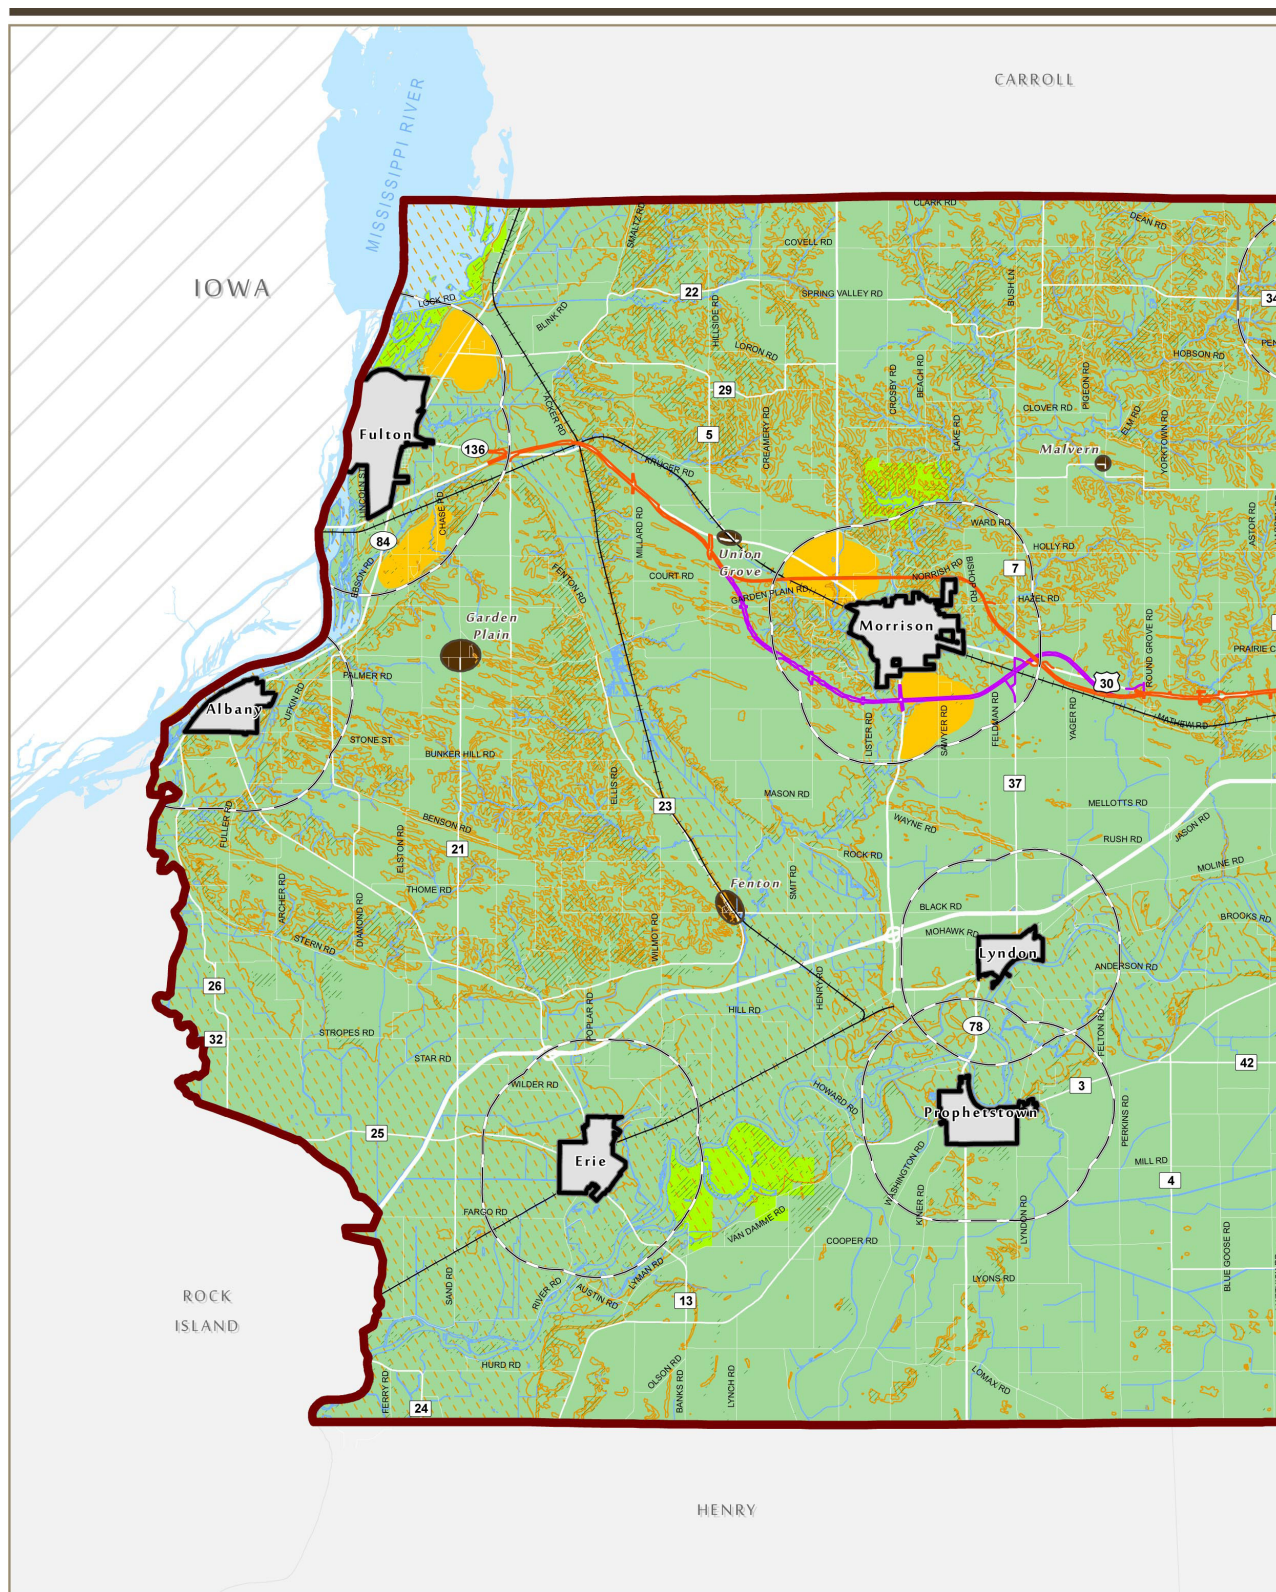 CARROLL
MISSISSIPPI RIVER
IOWA
CLARK RD
DEAN RD
SMALTZ RD
COVELL RD
SPRING VALLEY RD
BUSH LN
22
LOCK RD
BLINK RD
HILLSIDE RD
LORON RD
HOBSON RD
BEACH RD
CROSBY RD
PIGEON RD
29
ACKER RD
CREAMERY RD
CLOVER RD
ELM RD
LAKE RD
YORKTOWN RD
5
Fulton
136
Malvern
KRUGER RD
LINCOLN ST
CHASE RD
MILLARD RD
WARD RD
ASTOR RD
84
HOLLY RD
Union
Grove
7
COURT RD
NORRISH RD
BISHOP RD
EBSON RD
FENTON RD
GARDEN PLAIN RD
HAZEL RD
Garden
Plain
Morrison
ROUND GROVE RD
PRAIRIE C
PALMER RD
30
UFKIN RD
Albany
LISTER RD
SAWYER RD
FELDMAN RD
YAGER RD
MATHEW RD
STONE ST
BUNKER HILL RD
ELLIS RD
37
MASON RD
23
MELLOTTS RD
FULLER RD
BENSON RD
WAYNE RD
JASON RD
RUSH RD
ELSTON RD
21
ROCK RD
MOLINE RD
THOME RD
Fenton
SMIT RD
ARCHER RD
DIAMOND RD
BLACK RD
BROOKS RD
STERN RD
WILMOT RD
MOHAWK RD
Lyndon
ANDERSON RD
26
HENRY RD
POPLAR RD
HILL RD
78
FELTON RD
32
STROPES RD
STAR RD
42
WILDER RD
3
HOWARD RD
Prophetstown
PERKINS RD
25
Erie
MILL RD
WASHINGTON RD
4
KINER RD
FARGO RD
LYNDON RD
VAN DAMME RD
COOPER RD
BLUE GOOSE RD
SAND RD
RIVER RD
AUSTIN RD
LYMAN RD
LYONS RD
ROCK
ISLAND
13
HURD RD
OLSON RD
LOMAX RD
FERRY RD
BANKS RD
LYNCH RD
24
HENRY